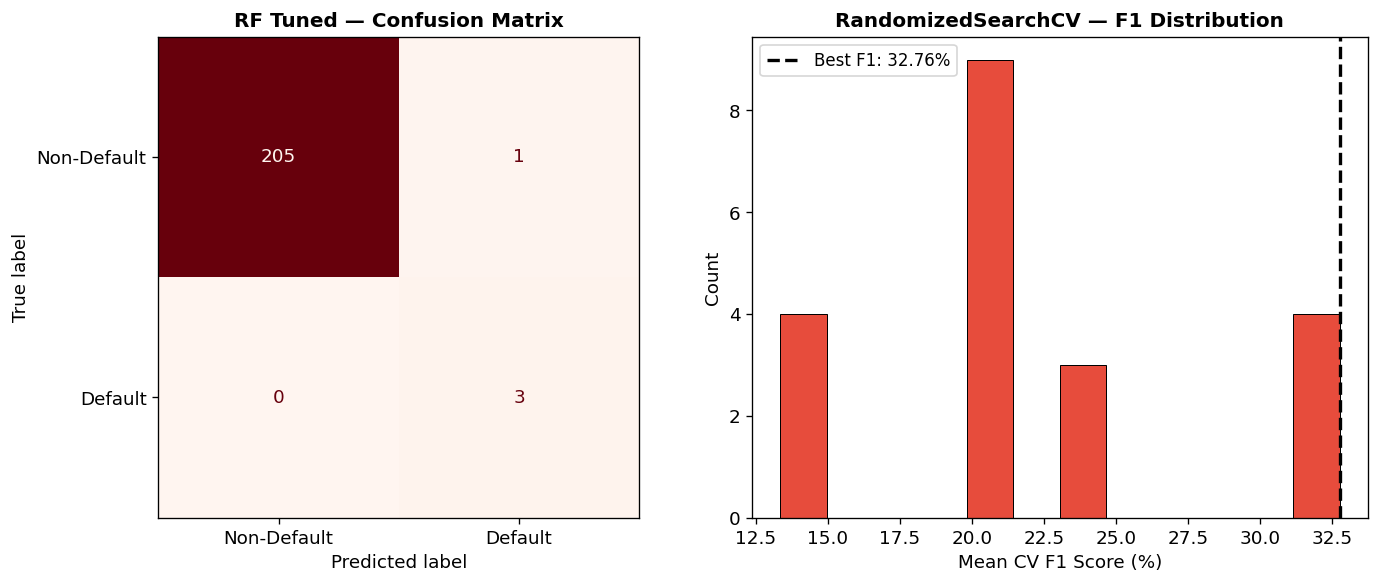 RF Tuned — Confusion Matrix
True label
Non-Default
Default
205
1
0
3
Non-Default
Default
Predicted label
RandomizedSearchCV — F1 Distribution
Best F1: 32.76%
Count
8
6
4
2
0
12.5 15.0 17.5 20.0 22.5 25.0 27.5 30.0 32.5
Mean CV F1 Score (%)